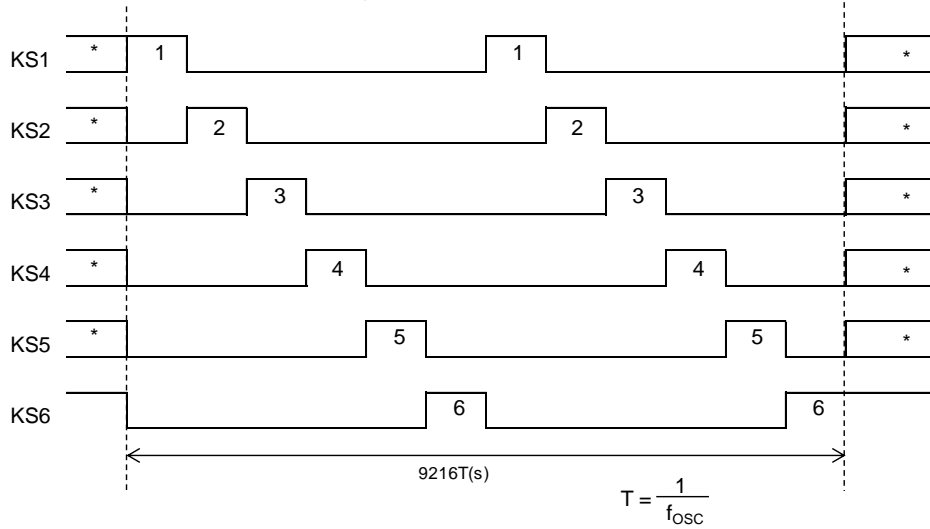 KS1 * 1 1 *
KS2 * 2 2 *
KS3 * 3 3 *
KS4 * 4 4 *
KS5 * 5 5 *
KS6 6 6
9216T(s)
T = 1 / fOSC